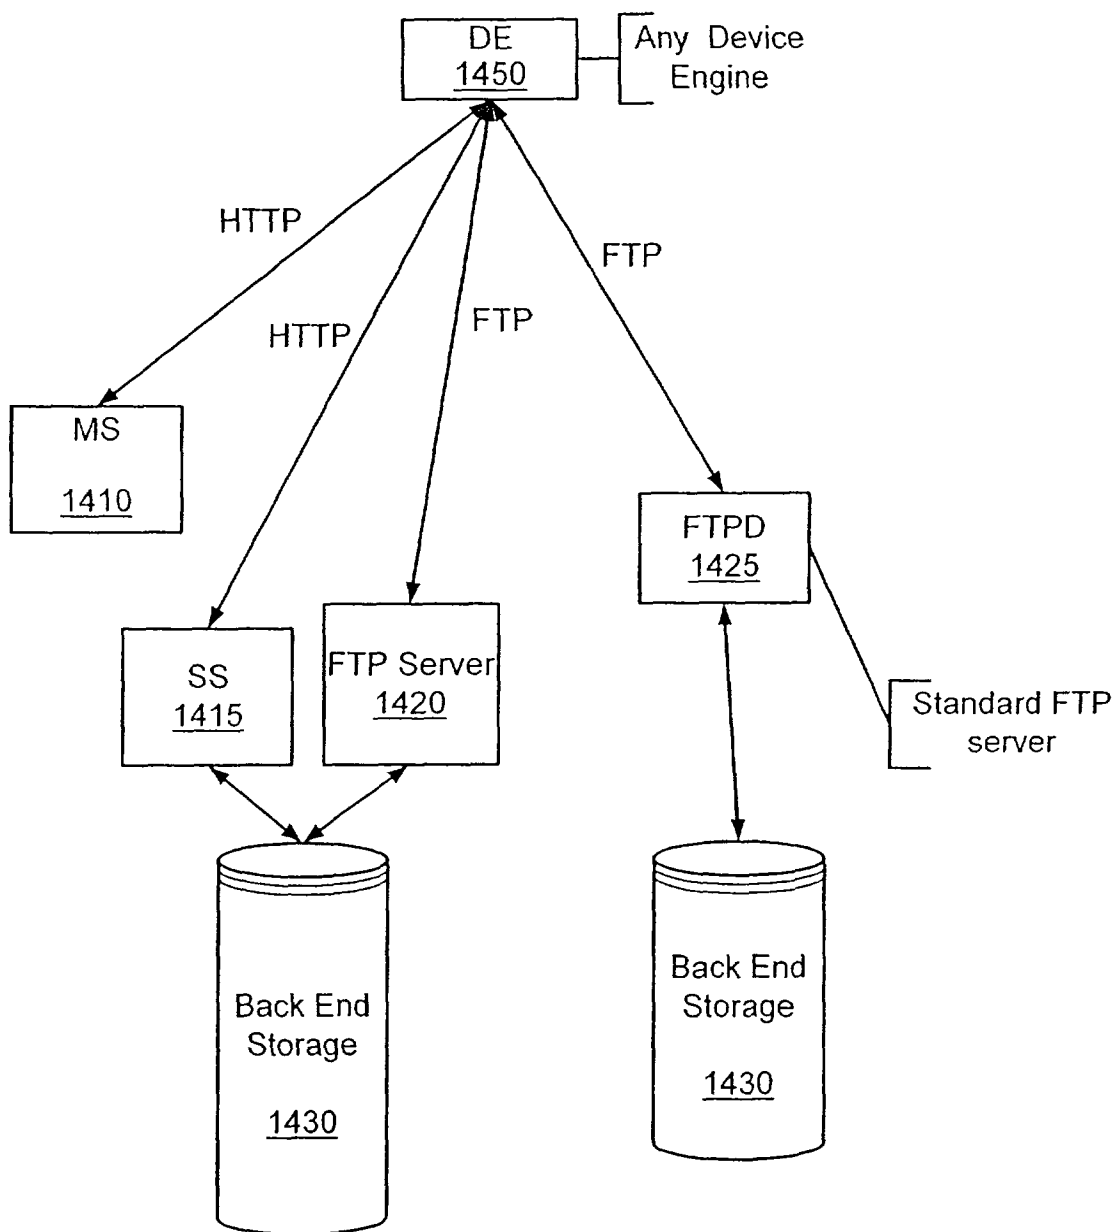 DE
1450
Any Device
Engine
HTTP
HTTP
FTP
FTP
MS
1410
FTPD
1425
SS
1415
FTP Server
1420
Standard FTP
server
Back End
Storage
1430
Back End
Storage
1430